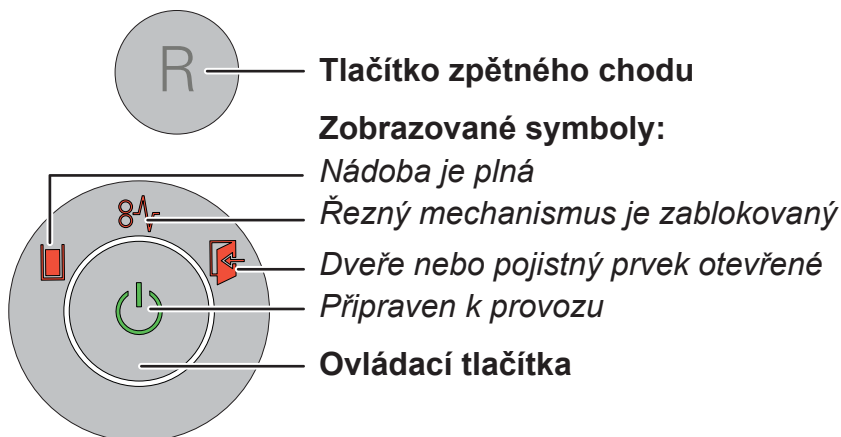 R
Tlačítko zpětného chodu
Zobrazované symboly:
Nádoba je plná
Řezný mechanismus je zablokovaný
Dveře nebo pojistný prvek otevřené
Připraven k provozu
Ovládací tlačítka